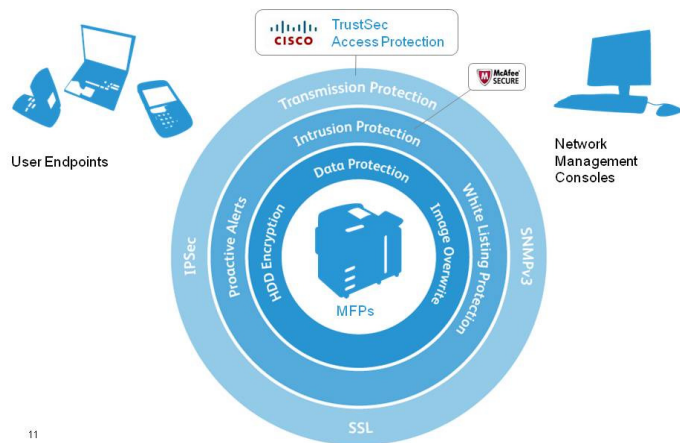 CISCO
TrustSec
Access Protection
McAfee
SECURE
User Endpoints
Network
Management
Consoles
Transmission Protection
IPSec
SNMPv3
SSL
Intrusion Protection
Proactive Alerts
White Listing Protection
Data Protection
HDD Encryption
Image Overwrite
MFPs
11